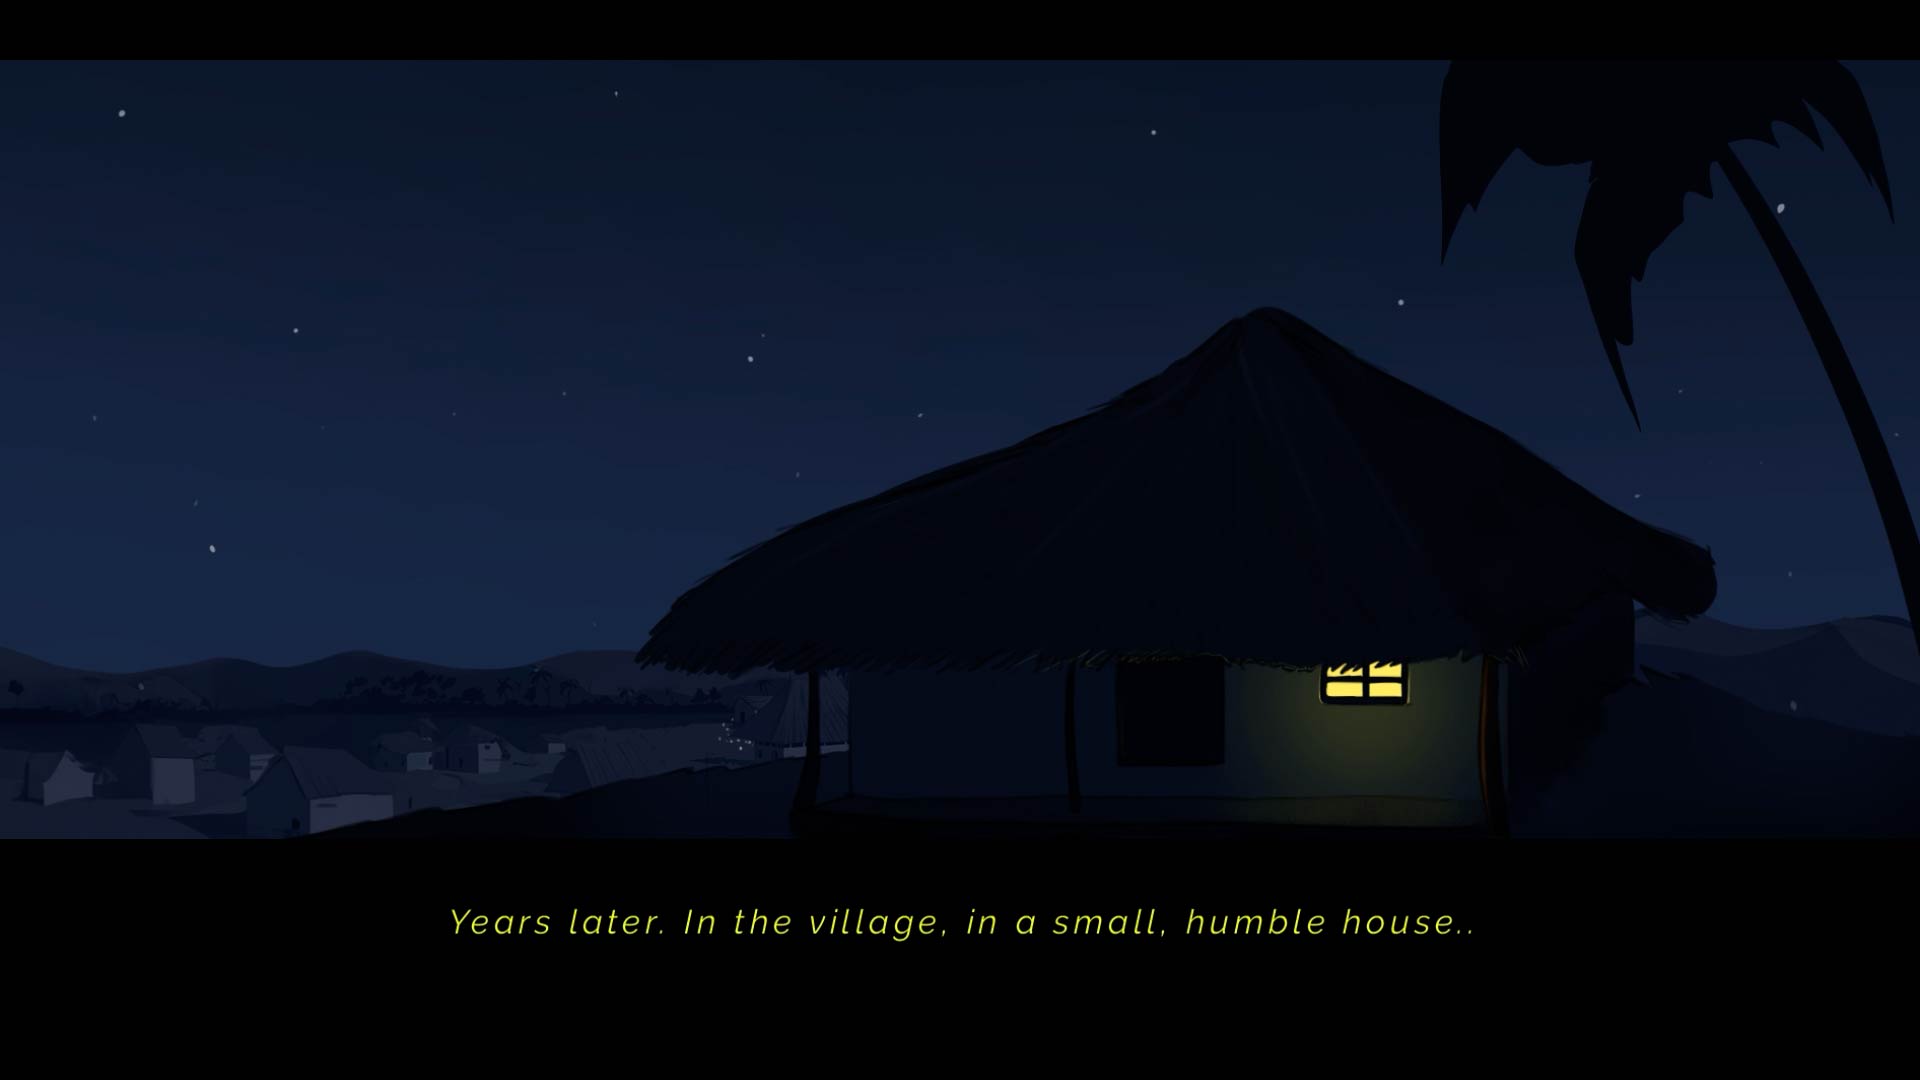 Years later. In the village, in a small, humble house..